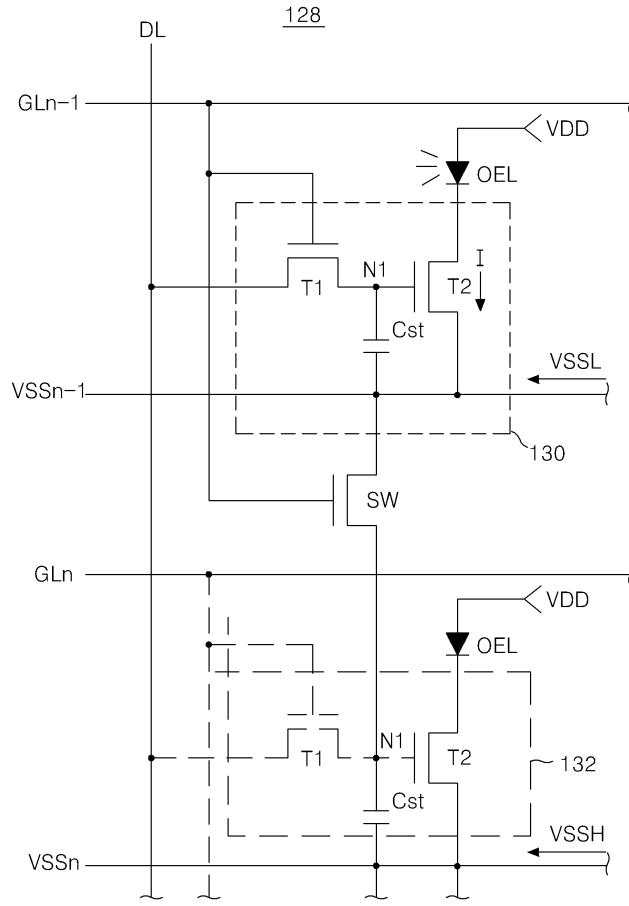 128
DL
GLn-1
VDD
OEL
I
N1
T1
T2
Cst
VSSL
VSSn-1
130
SW
GLn
VDD
OEL
N1
T1
T2
132
Cst
VSSH
VSSn